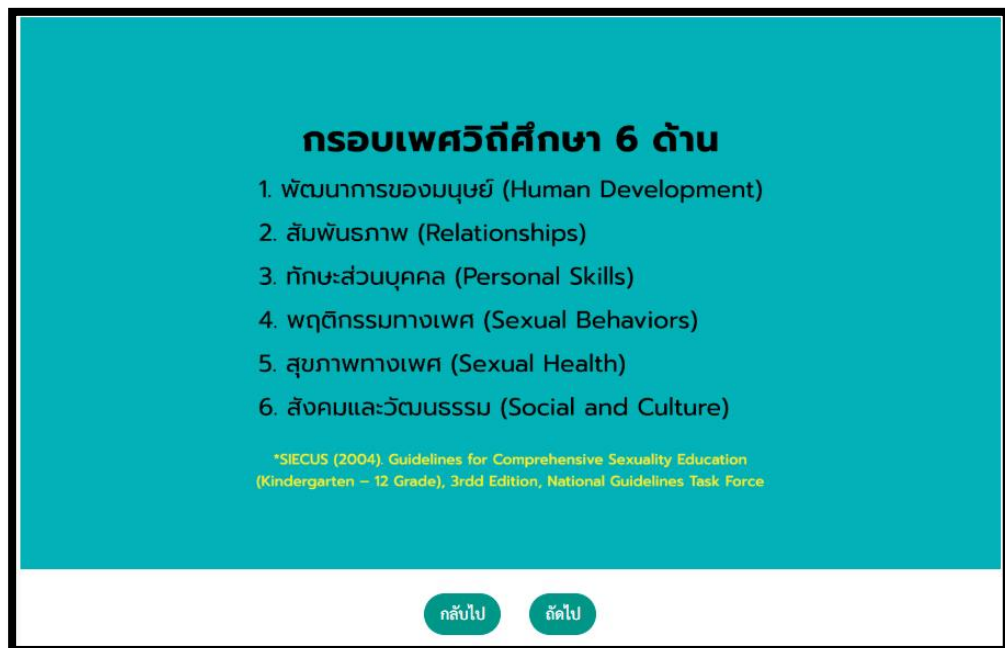 กรอบเพศวิถีศึกษา 6 ด้าน
1. พัฒนาการของมนุษย์ (Human Development)
2. สัมพันธภาพ (Relationships)
3. ทักษะส่วนบุคคล (Personal Skills)
4. พฤติกรรมทางเพศ (Sexual Behaviors)
5. สุขภาพทางเพศ (Sexual Health)
6. สังคมและวัฒนธรรม (Social and Culture)
*SIECUS (2004). Guidelines for Comprehensive Sexuality Education
(Kindergarten – 12 Grade), 3rdd Edition, National Guidelines Task Force
กลับไป ถัดไป